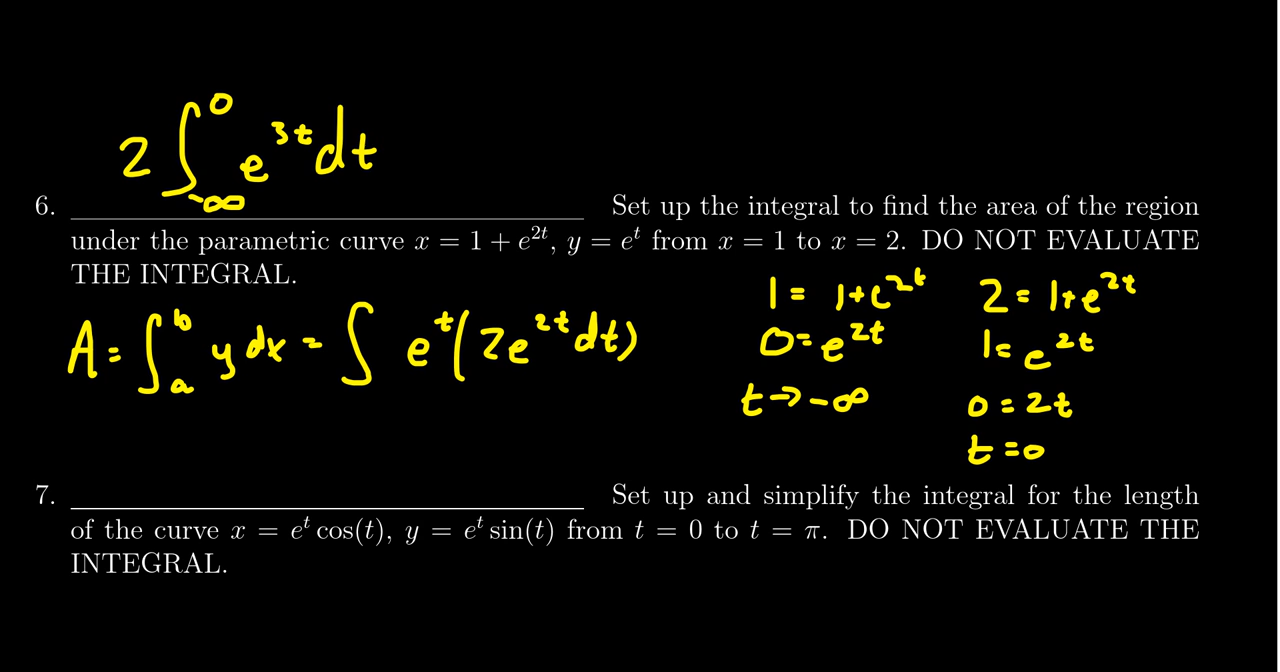 2 ∫_{-∞}^{0} e^{3t} dt
6. ____________ Set up the integral to find the area of the region
under the parametric curve x = 1 + e^{2t}, y = e^t from x = 1 to x = 2. DO NOT EVALUATE
THE INTEGRAL.
A = ∫_a^b y dx = ∫ e^t (2e^{2t} dt)
1 = 1+e^{2t}
0 = e^{2t}
t → -∞
2 = 1+e^{2t}
1 = e^{2t}
0 = 2t
t = 0
7. ____________ Set up and simplify the integral for the length
of the curve x = e^t cos(t), y = e^t sin(t) from t = 0 to t = π. DO NOT EVALUATE THE
INTEGRAL.